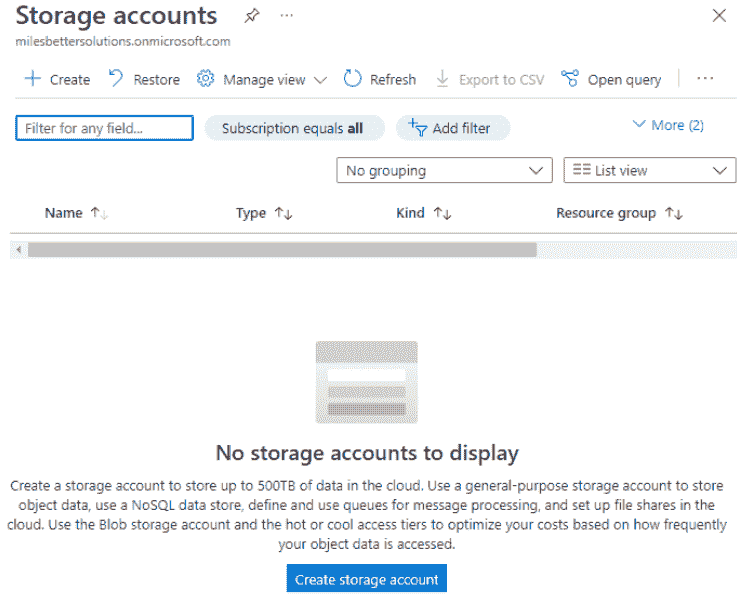 Storage accounts
milesbettersolutions.onmicrosoft.com
Create Restore Manage view Refresh Export to CSV Open query
Filter for any field... Subscription equals all Add filter More (2)
No grouping List view
Name Type Kind Resource group
No storage accounts to display
Create a storage account to store up to 500TB of data in the cloud. Use a general-purpose storage account to store
object data, use a NoSQL data store, define and use queues for message processing, and set up file shares in the
cloud. Use the Blob storage account and the hot or cool access tiers to optimize your costs based on how frequently
your object data is accessed.
Create storage account